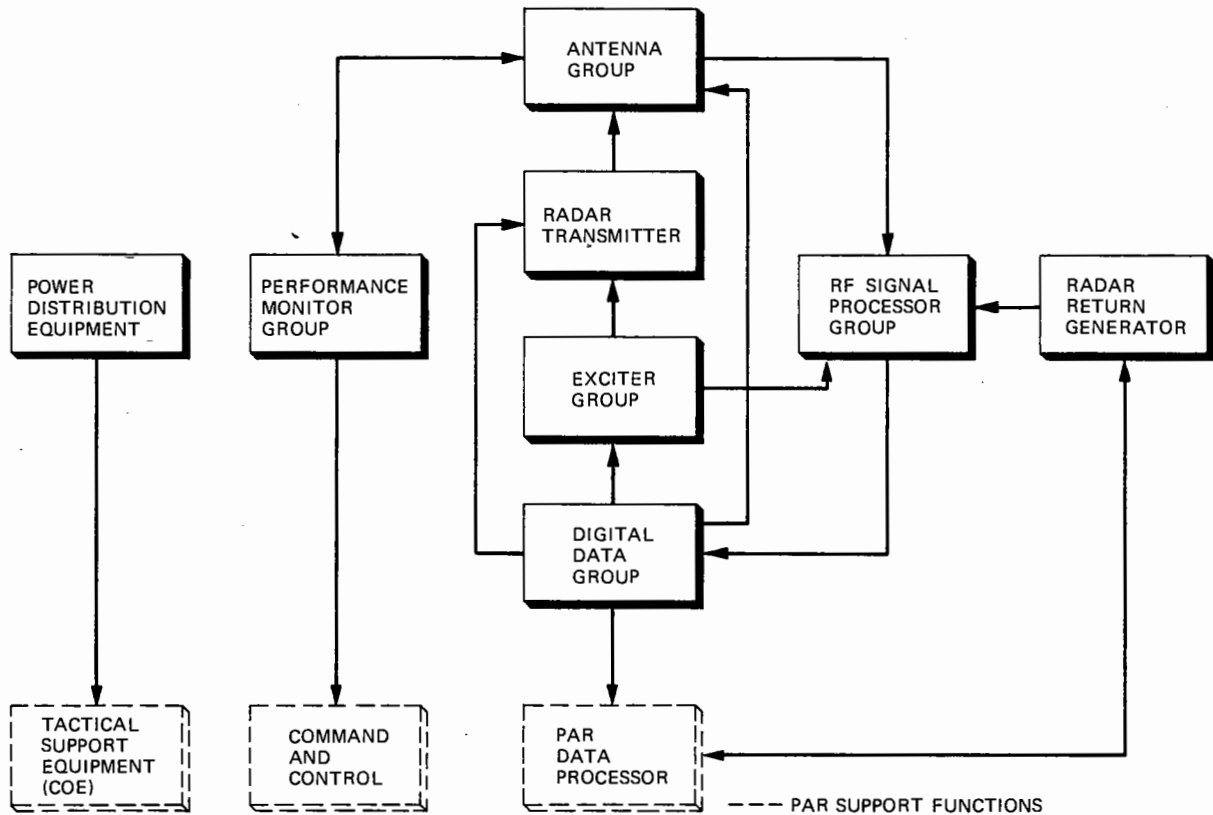 ANTENNA
GROUP
RADAR
TRANSMITTER
POWER
DISTRIBUTION
EQUIPMENT
PERFORMANCE
MONITOR
GROUP
RF SIGNAL
PROCESSOR
GROUP
RADAR
RETURN
GENERATOR
EXCITER
GROUP
DIGITAL
DATA
GROUP
TACTICAL
SUPPORT
EQUIPMENT
(COE)
COMMAND
AND
CONTROL
PAR
DATA
PROCESSOR
PAR SUPPORT FUNCTIONS